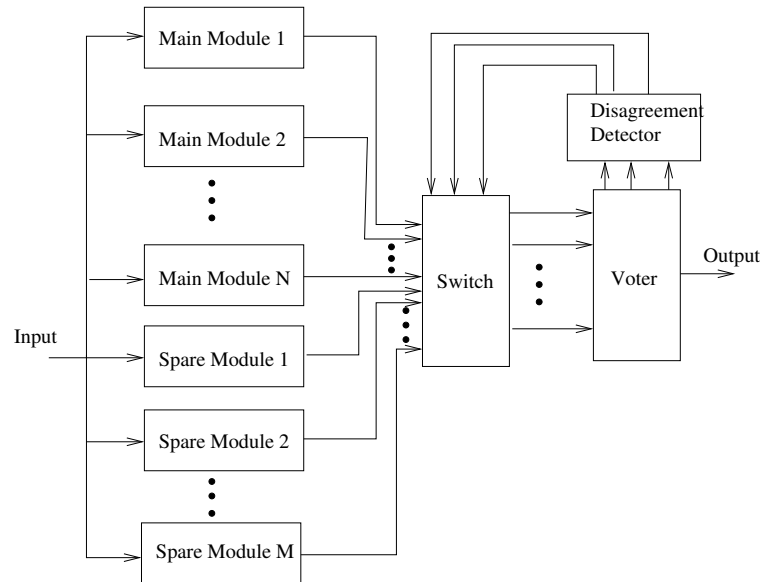 Main Module 1
Disagreement
Detector
Main Module 2
Main Module N
Switch
Voter
Output
Input
Spare Module 1
Spare Module 2
Spare Module M